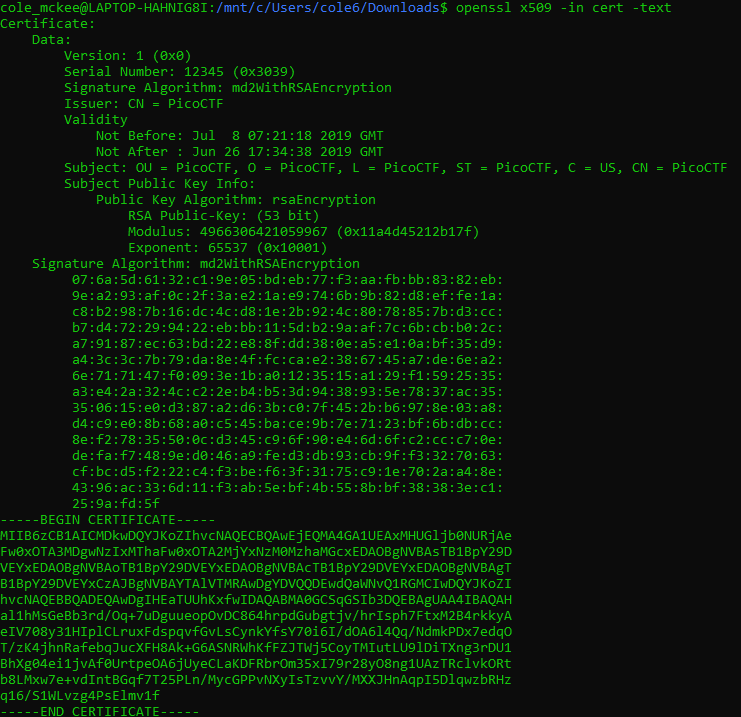 cole_mckee@LAPTOP-HAHNIG8I:/mnt/c/Users/cole6/Downloads$ openssl x509 -in cert -text
Certificate:
Data:
Version: 1 (0x0)
Serial Number: 12345 (0x3039)
Signature Algorithm: md2WithRSAEncryption
Issuer: CN = PicoCTF
Validity
Not Before: Jul  8 07:21:18 2019 GMT
Not After : Jun 26 17:34:38 2019 GMT
Subject: OU = PicoCTF, O = PicoCTF, L = PicoCTF, ST = PicoCTF, C = US, CN = PicoCTF
Subject Public Key Info:
Public Key Algorithm: rsaEncryption
RSA Public-Key: (53 bit)
Modulus: 4966306421059967 (0x11a4d45212b17f)
Exponent: 65537 (0x10001)
Signature Algorithm: md2WithRSAEncryption
07:6a:5d:61:32:c1:9e:05:bd:eb:77:f3:aa:fb:bb:83:82:eb:
9e:a2:93:af:0c:2f:3a:e2:1a:e9:74:6b:9b:82:d8:ef:fe:1a:
c8:b2:98:7b:16:dc:4c:d8:1e:2b:92:4c:80:78:85:7b:d3:cc:
b7:d4:72:29:94:22:eb:bb:11:5d:b2:9a:af:7c:6b:cb:b0:2c:
a7:91:87:ec:63:bd:22:e8:8f:dd:38:0e:a5:e1:0a:bf:35:d9:
a4:3c:3c:7b:79:da:8e:4f:fc:ca:e2:38:67:45:a7:de:6e:a2:
6e:71:71:47:f0:09:3e:1b:a0:12:35:15:a1:29:f1:59:25:35:
a3:e4:2a:32:4c:c2:2e:b4:b5:3d:94:38:93:5e:78:37:ac:35:
35:06:15:e0:d3:87:a2:d6:3b:c0:7f:45:2b:b6:97:8e:03:a8:
d4:c9:e0:8b:68:a0:c5:45:ba:ce:9b:7e:71:23:bf:6b:db:cc:
8e:f2:78:35:50:0c:d3:45:c9:6f:90:e4:6d:6f:c2:cc:c7:0e:
de:fa:f7:48:9e:d0:46:a9:fe:d3:db:93:cb:9f:f3:32:70:63:
cf:bc:d5:f2:22:c4:f3:be:f6:3f:31:75:c9:1e:70:2a:a4:8e:
43:96:ac:33:6d:11:f3:ab:5e:bf:4b:55:8b:bf:38:38:3e:c1:
25:9a:fd:5f
-----BEGIN CERTIFICATE-----
MIIB6zCB1AICMDkwDQYJKoZIhvcNAQECBQAwEjEQMA4GA1UEAxMHUGljb0NURjAe
Fw0xOTA3MDgwNzIxMThaFw0xOTA2MjYxNzM0MzhaMGcxEDAOBgNVBAsTB1BpY29D
VEYxEDAOBgNVBAoTB1BpY29DVEYxEDAOBgNVBAcTB1BpY29DVEYxEDAOBgNVBAgT
B1BpY29DVEYxCzAJBgNVBAYTAlVTMRAwDgYDVQQDEwdQaWNvQ1RGMCIwDQYJKoZI
hvcNAQEBBQADEQAwDgIHEaTUUhKxfwIDAQABMA0GCSqGSIb3DQEBAgUAA4IBAQAH
al1hMsGeBb3rd/Oq+7uDguueopOvDC864hrpdGubgtjv/hrIsph7FtxM2B4rkkyA
eIV708y31HIplCLruxFdspqvfGvLsCynkYfsY70i6I/dOA6l4Qq/NdmkPDx7edqO
T/zK4jhnRafebqJucXFH8Ak+G6ASNRWhKfFZJTWj5CoyTMIutLU9lDiTXng3rDU1
BhXg04ei1jvAf0UrtpeOA6jUyeCLaKDFRbrOm35xI79r28yO8ng1UAzTRclvkORt
b8LMxw7e+vdIntBGqf7T25PLn/MycGPPvNXyIsTzvvY/MXXJHnAqpI5DlqwzbRHz
q16/S1WLvzg4PsElmv1f
-----END CERTIFICATE-----